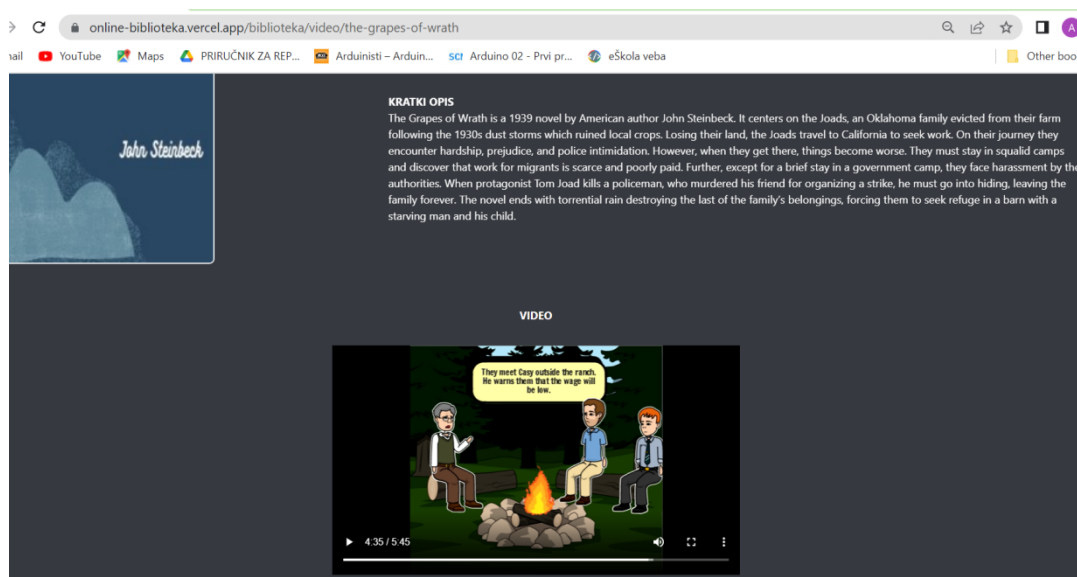 online-biblioteka.vercel.app/biblioteka/video/the-grapes-of-wrath
YouTube Maps PRIRUČNIK ZA REP... Arduinisti – Arduin... Arduino 02 - Prvi pr... eŠkola veba Other boo
John Steinbeck
KRATKI OPIS
The Grapes of Wrath is a 1939 novel by American author John Steinbeck. It centers on the Joads, an Oklahoma family evicted from their farm
following the 1930s dust storms which ruined local crops. Losing their land, the Joads travel to California to seek work. On their journey they
encounter hardship, prejudice, and police intimidation. However, when they get there, things become worse. They must stay in squalid camps
and discover that work for migrants is scarce and poorly paid. Further, except for a brief stay in a government camp, they face harassment by the
authorities. When protagonist Tom Joad kills a policeman, who murdered his friend for organizing a strike, he must go into hiding, leaving the
family forever. The novel ends with torrential rain destroying the last of the family's belongings, forcing them to seek refuge in a barn with a
starving man and his child.
VIDEO
They meet Casy outside the ranch.
He warns them that the wage will
be low.
4:35 / 5:45